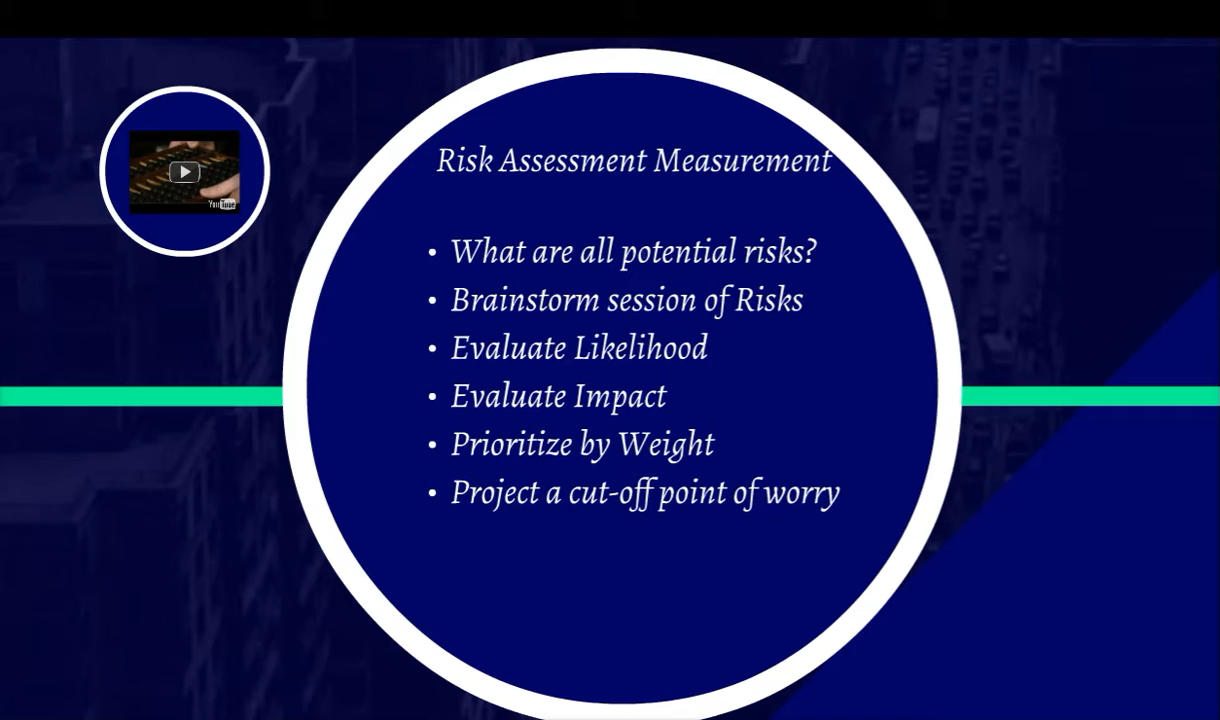 Risk Assessment Measurement
• What are all potential risks?
• Brainstorm session of Risks
• Evaluate Likelihood
• Evaluate Impact
• Prioritize by Weight
• Project a cut-off point of worry
YouTube